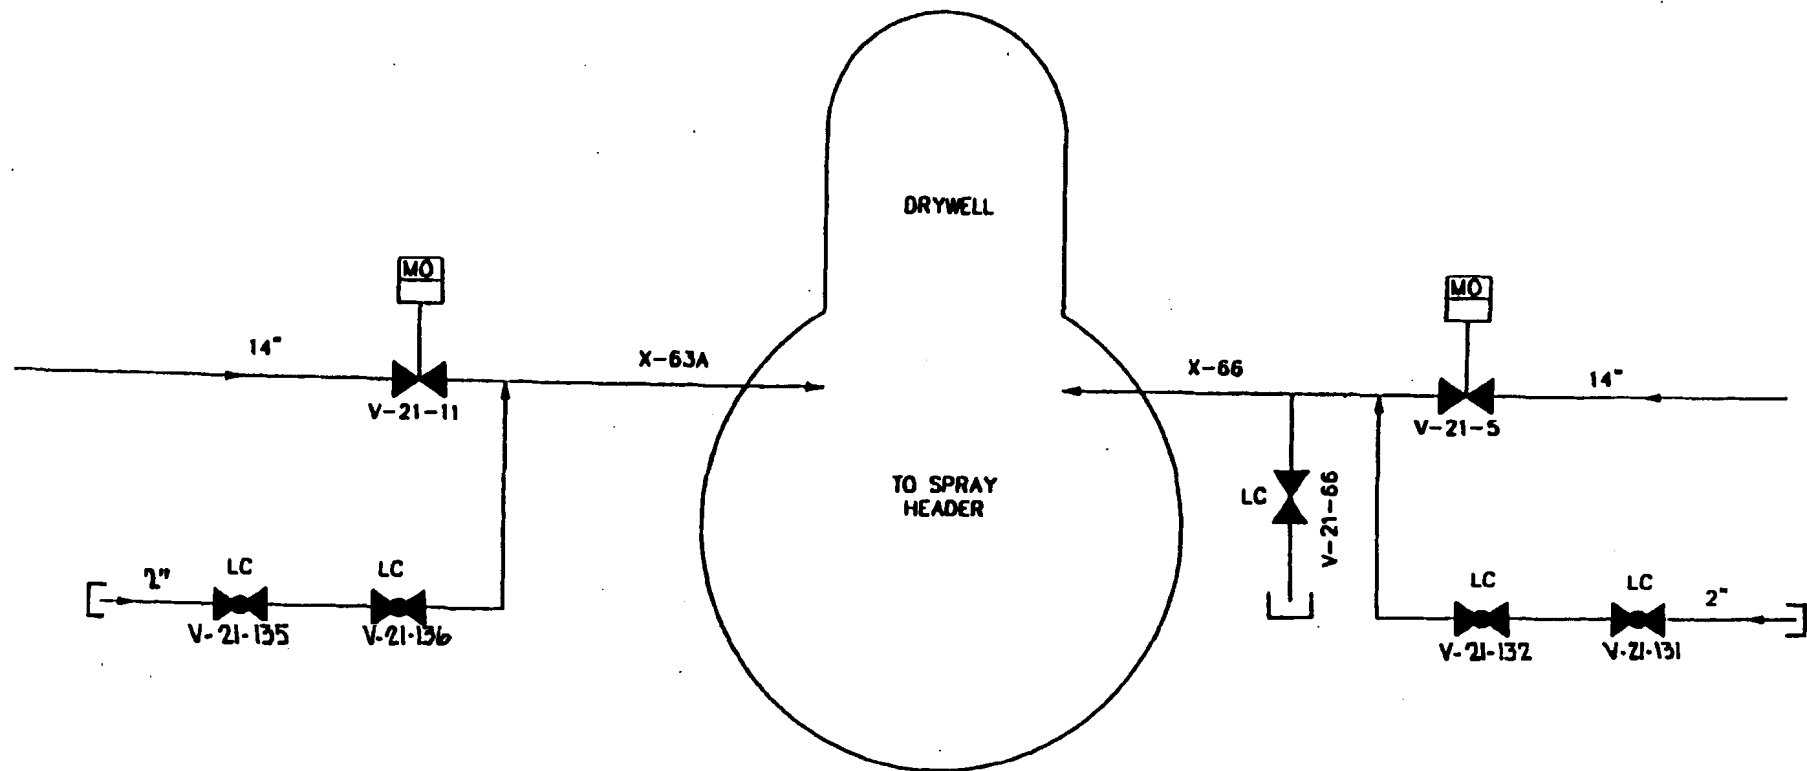 DRYWELL
MO
MO
14"
X-63A
X-66
14"
V-21-11
V-21-5
TO SPRAY
HEADER
LC
V-21-66
LC
LC
LC
LC
2"
2"
V-21-135
V-21-136
V-21-132
V-21-131